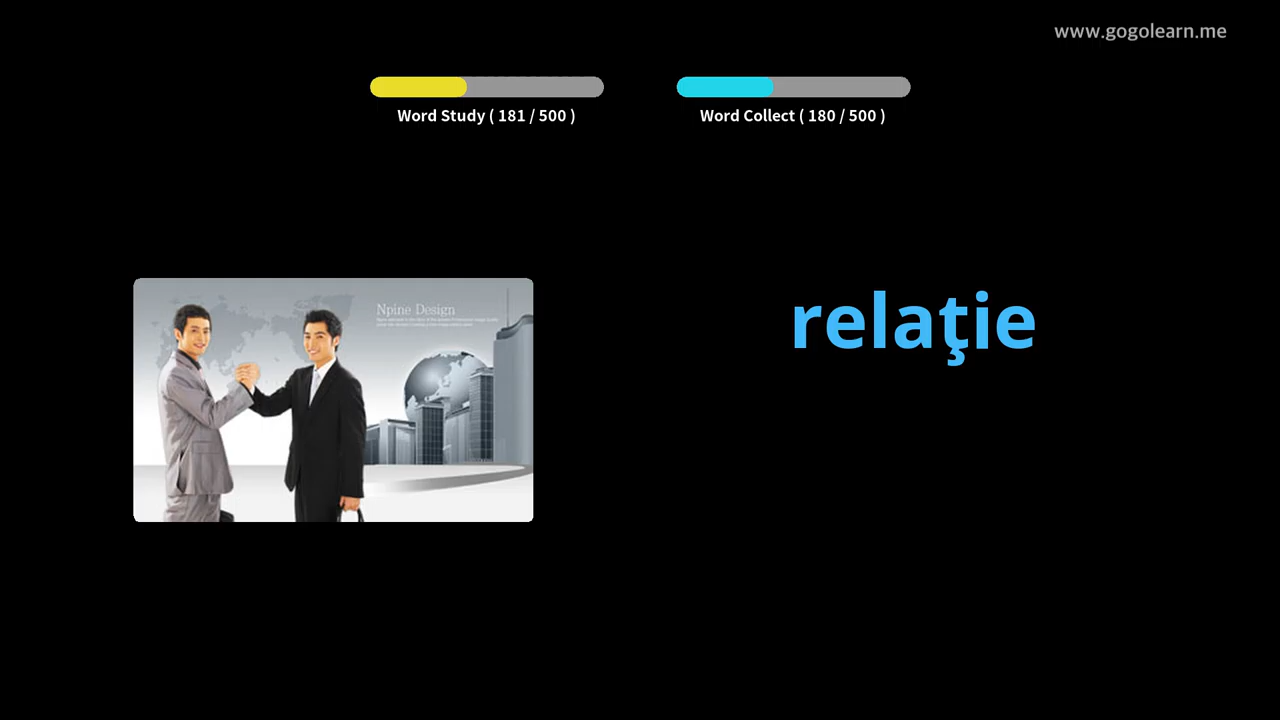 www.gogolearn.me
Word Study ( 181 / 500 )
Word Collect ( 180 / 500 )
Npine Design
relaţie